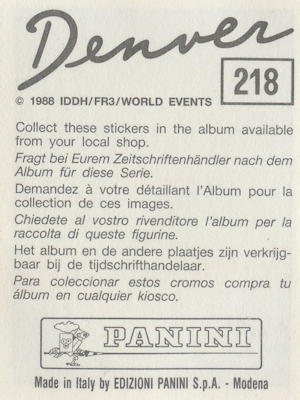 Denver
218
© 1988 IDDH/FR3/WORLD EVENTS
Collect these stickers in the album available
from your local shop.
Fragt bei Eurem Zeitschriftenhändler nach dem
Album für diese Serie.
Demandez à votre détaillant l'Album pour la
collection de ces images.
Chiedete al vostro rivenditore l'album per la
raccolta di queste figurine.
Het album en de andere plaatjes zijn verkrijg-
baar bij de tijdschrifthandelaar.
Para coleccionar estos cromos compra tu
álbum en cualquier kiosco.
PANINI
Made in Italy by EDIZIONI PANINI S.p.A. - Modena